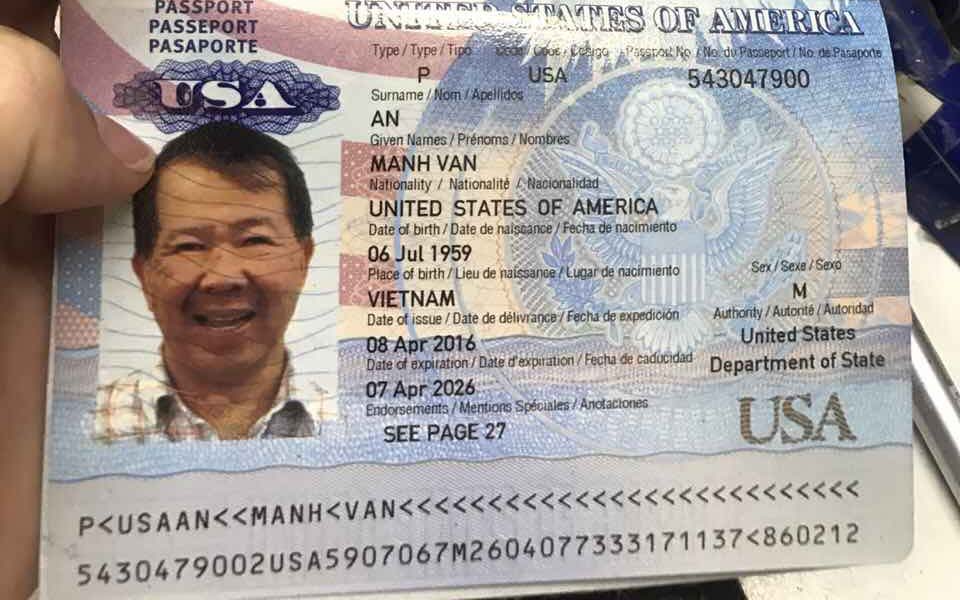 PASSPORT
PASSEPORT
PASAPORTE
USA
UNITED STATES OF AMERICA
Type / Type / Tipo Code / Code / Código Passport No. / No. du Passeport / No. de Pasaporte
P USA 543047900
Surname / Nom / Apellidos
AN
Given Names / Prénoms / Nombres
MANH VAN
Nationality / Nationalité / Nacionalidad
UNITED STATES OF AMERICA
Date of birth / Date de naissance / Fecha de nacimiento
06 Jul 1959
Place of birth / Lieu de naissance / Lugar de nacimiento Sex / Sexe / Sexo
VIETNAM M
Date of issue / Date de délivrance / Fecha de expedición Authority / Autorité / Autoridad
08 Apr 2016 United States
Date of expiration / Date d'expiration / Fecha de caducidad Department of State
07 Apr 2026
Endorsements / Mentions Spéciales / Anotaciones
SEE PAGE 27 USA
P<USAAN<<MANH<VAN<<<<<<<<<<<<<<<<<<<<<<<<<<<
5430479002USA5907067M2604077333171137<860212